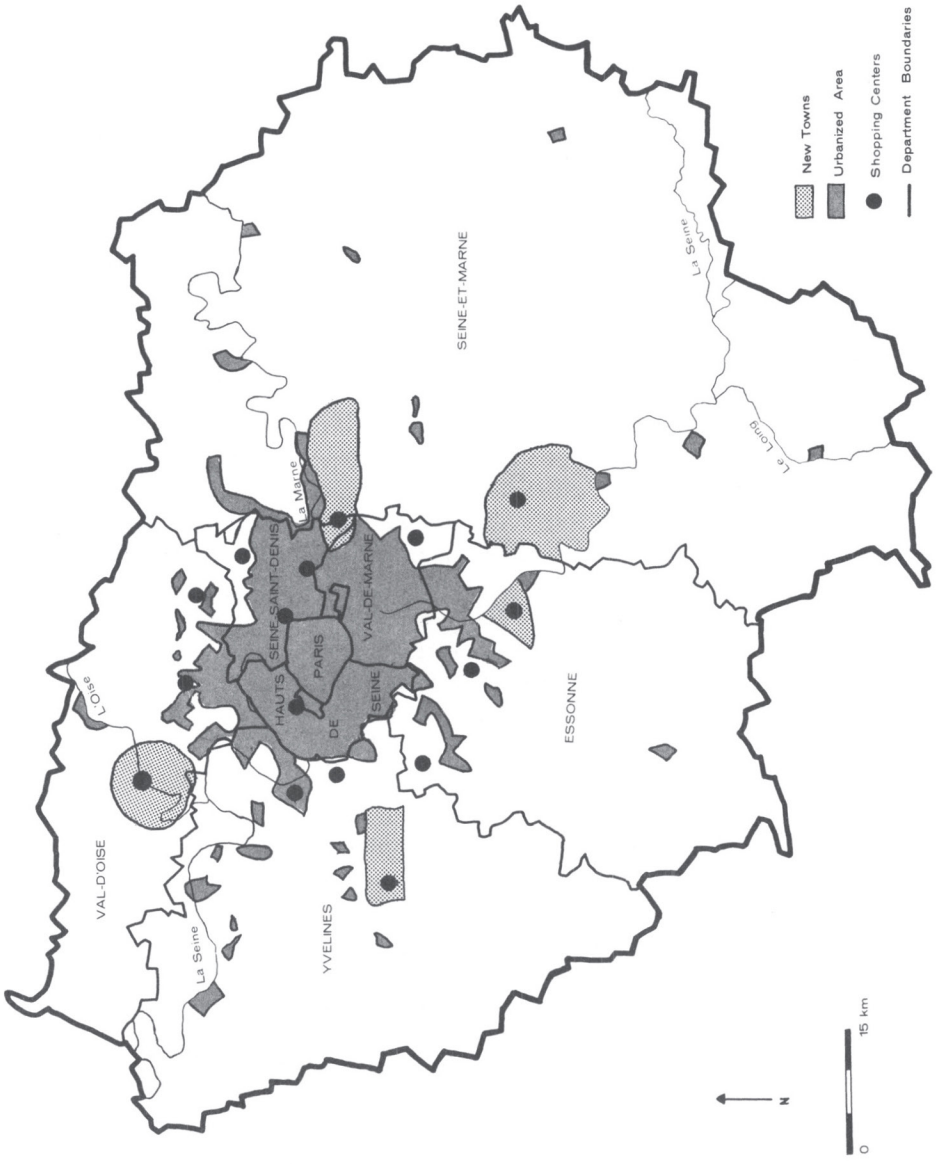 VAL-D'OISE
L'Oise
La Seine
YVELINES
HAUTS
DE
SEINE
PARIS
SEINE-SAINT-DENIS
VAL-DE-MARNE
La Marne
SEINE-ET-MARNE
ESSONNE
La Seine
Le Loing
New Towns
Urbanized Area
Shopping Centers
Department Boundaries
N
0
15 km